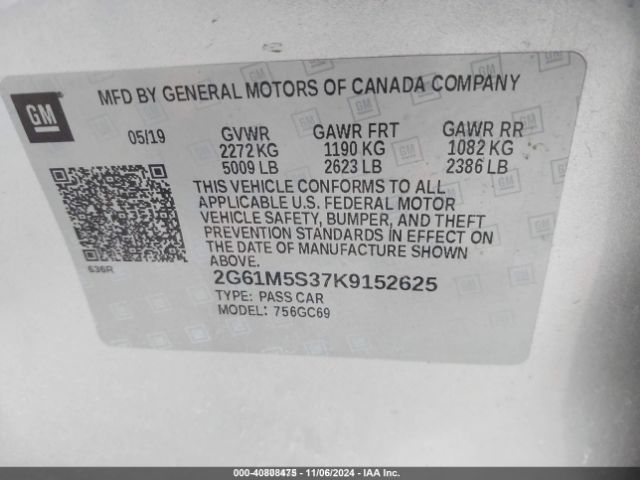 GM
MFD BY GENERAL MOTORS OF CANADA COMPANY
05/19 GVWR GAWR FRT GAWR RR
2272 KG 1190 KG 1082 KG
5009 LB 2623 LB 2386 LB
THIS VEHICLE CONFORMS TO ALL
APPLICABLE U.S. FEDERAL MOTOR
VEHICLE SAFETY, BUMPER, AND THEFT
PREVENTION STANDARDS IN EFFECT ON
THE DATE OF MANUFACTURE SHOWN
ABOVE.
636R
2G61M5S37K9152625
TYPE: PASS CAR
MODEL: 756GC69
000-40808475 - 11/06/2024 - IAA Inc.